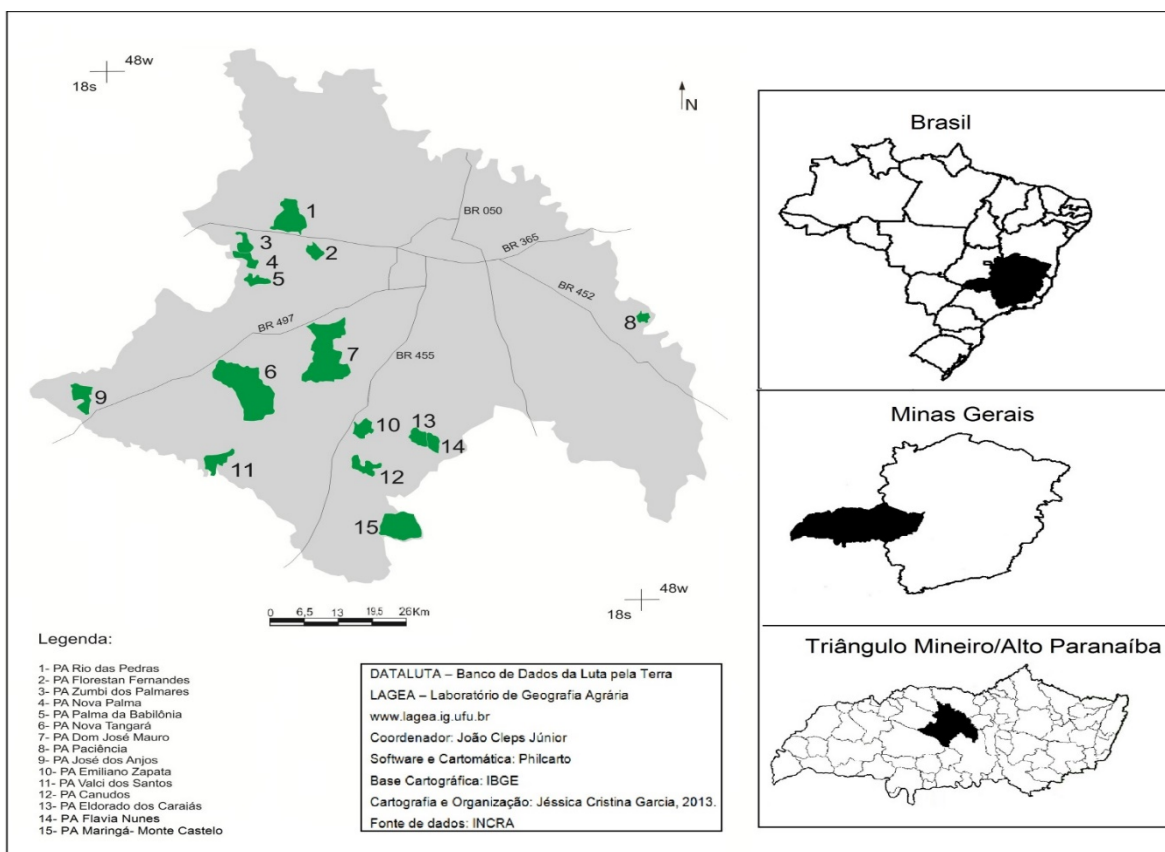 48w
18s
N
1
2
3
4
5
6
7
8
9
10
11
12
13
14
15
BR 050
BR 365
BR 452
BR 497
BR 455
48w
18s
0 6,5 13 19,5 26Km
Legenda:
1- PA Rio das Pedras
2- PA Florestan Fernandes
3- PA Zumbi dos Palmares
4- PA Nova Palma
5- PA Palma da Babilônia
6- PA Nova Tangará
7- PA Dom José Mauro
8- PA Paciência
9- PA José dos Anjos
10- PA Emiliano Zapata
11- PA Valci dos Santos
12- PA Canudos
13- PA Eldorado dos Caraiás
14- PA Flavia Nunes
15- PA Maringá- Monte Castelo
DATALUTA – Banco de Dados da Luta pela Terra
LAGEA – Laboratório de Geografia Agrária
www.lagea.ig.ufu.br
Coordenador: João Cleps Júnior
Software e Cartomática: Philcarto
Base Cartográfica: IBGE
Cartografia e Organização: Jéssica Cristina Garcia, 2013.
Fonte de dados: INCRA
Brasil
Minas Gerais
Triângulo Mineiro/Alto Paranaíba